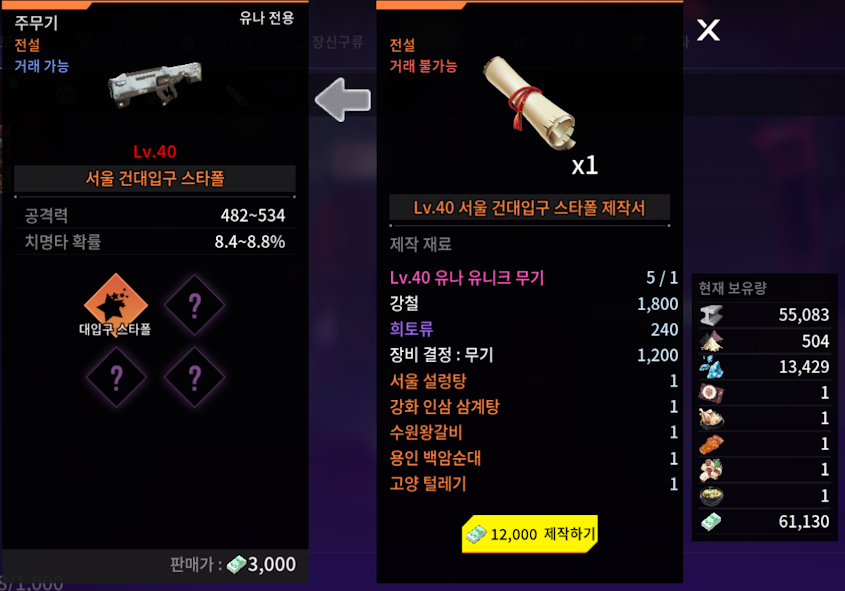 주무기
유나 전용
전설
거래 가능
Lv.40
서울 건대입구 스타폴
공격력 482~534
치명타 확률 8.4~8.8%
대입구 스타폴
?
?
?
판매가 : 3,000
장신구류
전설
거래 불가능
x1
Lv.40 서울 건대입구 스타폴 제작서
제작 재료
Lv.40 유나 유니크 무기 5 / 1
강철 1,800
희토류 240
장비 결정 : 무기 1,200
서울 설렁탕 1
강화 인삼 삼계탕 1
수원왕갈비 1
용인 백암순대 1
고양 털레기 1
12,000 제작하기
X
현재 보유량
55,083
504
13,429
1
1
1
1
1
61,130
/1,000